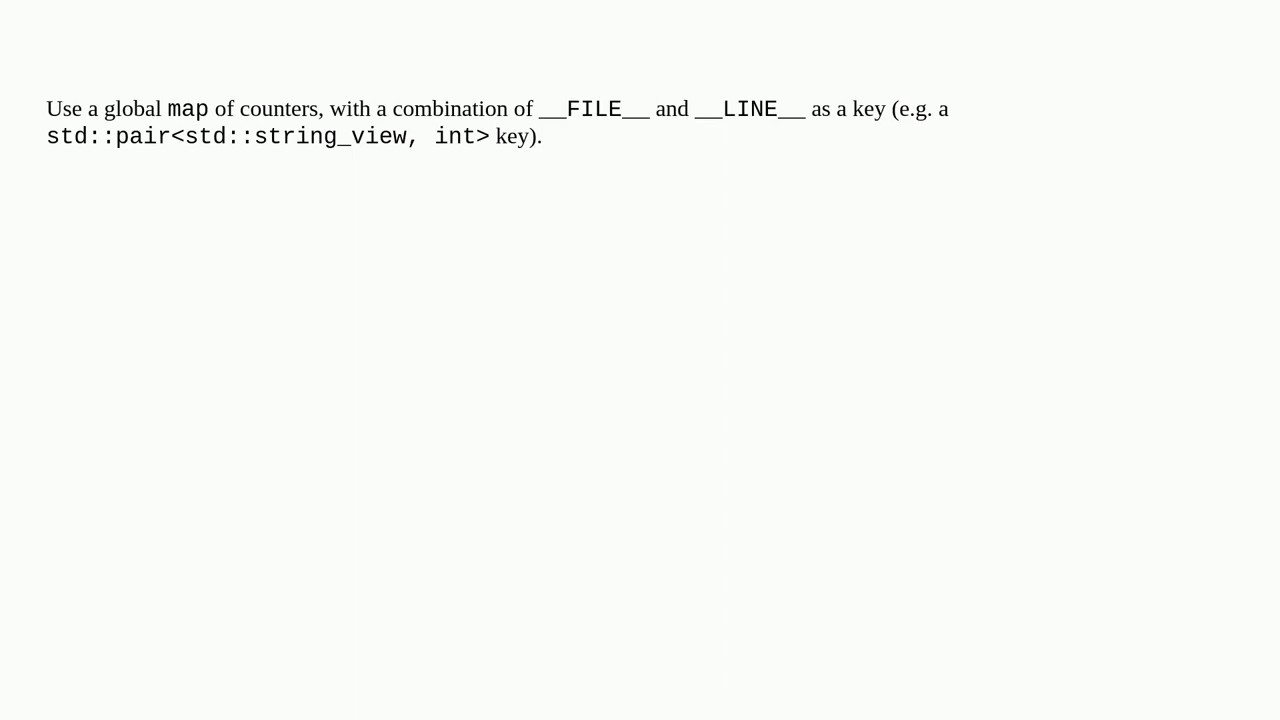 Use a global map of counters, with a combination of __FILE__ and __LINE__ as a key (e.g. a
std::pair<std::string_view, int> key).